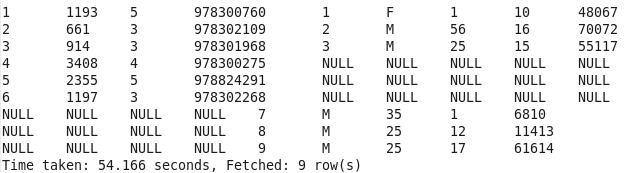 1 1193 5 978300760 1 F 1 10 48067
2 661 3 978302109 2 M 56 16 70072
3 914 3 978301968 3 M 25 15 55117
4 3408 4 978300275 NULL NULL NULL NULL NULL
5 2355 5 978824291 NULL NULL NULL NULL NULL
6 1197 3 978302268 NULL NULL NULL NULL NULL
NULL NULL NULL NULL 7 M 35 1 6810
NULL NULL NULL NULL 8 M 25 12 11413
NULL NULL NULL NULL 9 M 25 17 61614
Time taken: 54.166 seconds, Fetched: 9 row(s)